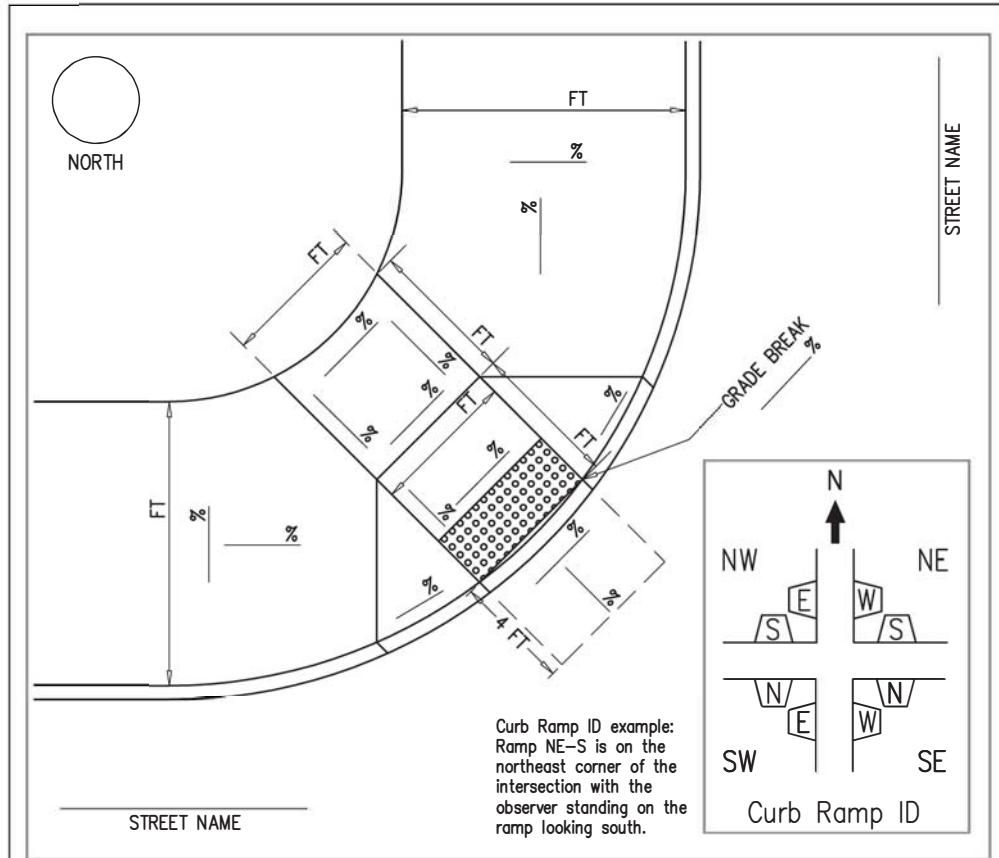 FT
NORTH
%
%
STREET NAME
FT
FT
GRADE BREAK
%
%
%
%
%
FT
%
%
FT
%
%
FT
%
%
%
%
%
%
4 FT
N
NW
NE
E
W
S
S
N
N
E
W
SW
SE
Curb Ramp ID
Curb Ramp ID example:
Ramp NE-S is on the
northeast corner of the
intersection with the
observer standing on the
ramp looking south.
STREET NAME